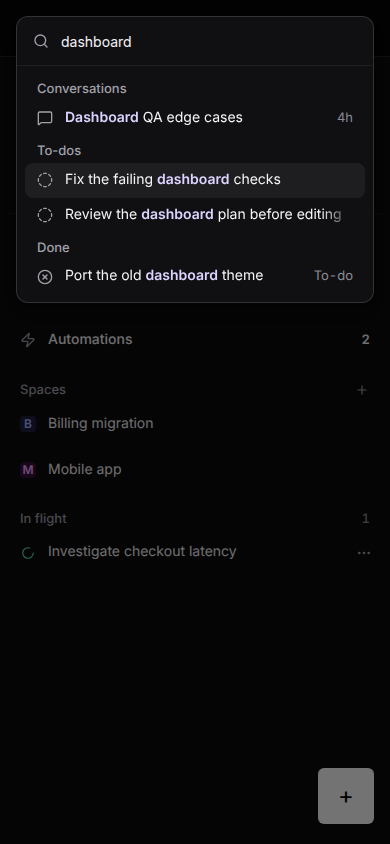 dashboard
Conversations
Dashboard QA edge cases 4h
To-dos
Fix the failing dashboard checks
Review the dashboard plan before editing
Done
Port the old dashboard theme To-do
Automations 2
Spaces +
B Billing migration
M Mobile app
In flight 1
Investigate checkout latency ...
+